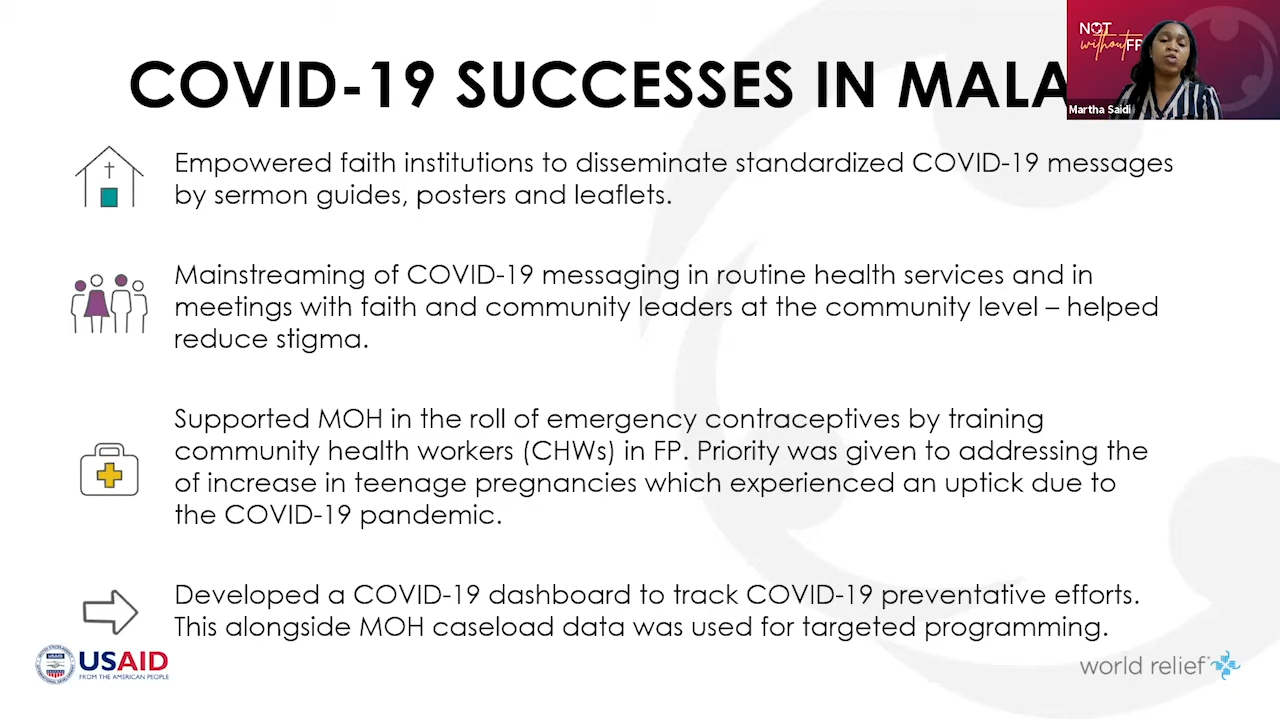 COVID-19 SUCCESSES IN MALA
NOT
without FP
Martha Saidi
Empowered faith institutions to disseminate standardized COVID-19 messages
by sermon guides, posters and leaflets.
Mainstreaming of COVID-19 messaging in routine health services and in
meetings with faith and community leaders at the community level – helped
reduce stigma.
Supported MOH in the roll of emergency contraceptives by training
community health workers (CHWs) in FP. Priority was given to addressing the
of increase in teenage pregnancies which experienced an uptick due to
the COVID-19 pandemic.
Developed a COVID-19 dashboard to track COVID-19 preventative efforts.
This alongside MOH caseload data was used for targeted programming.
USAID
FROM THE AMERICAN PEOPLE
world relief